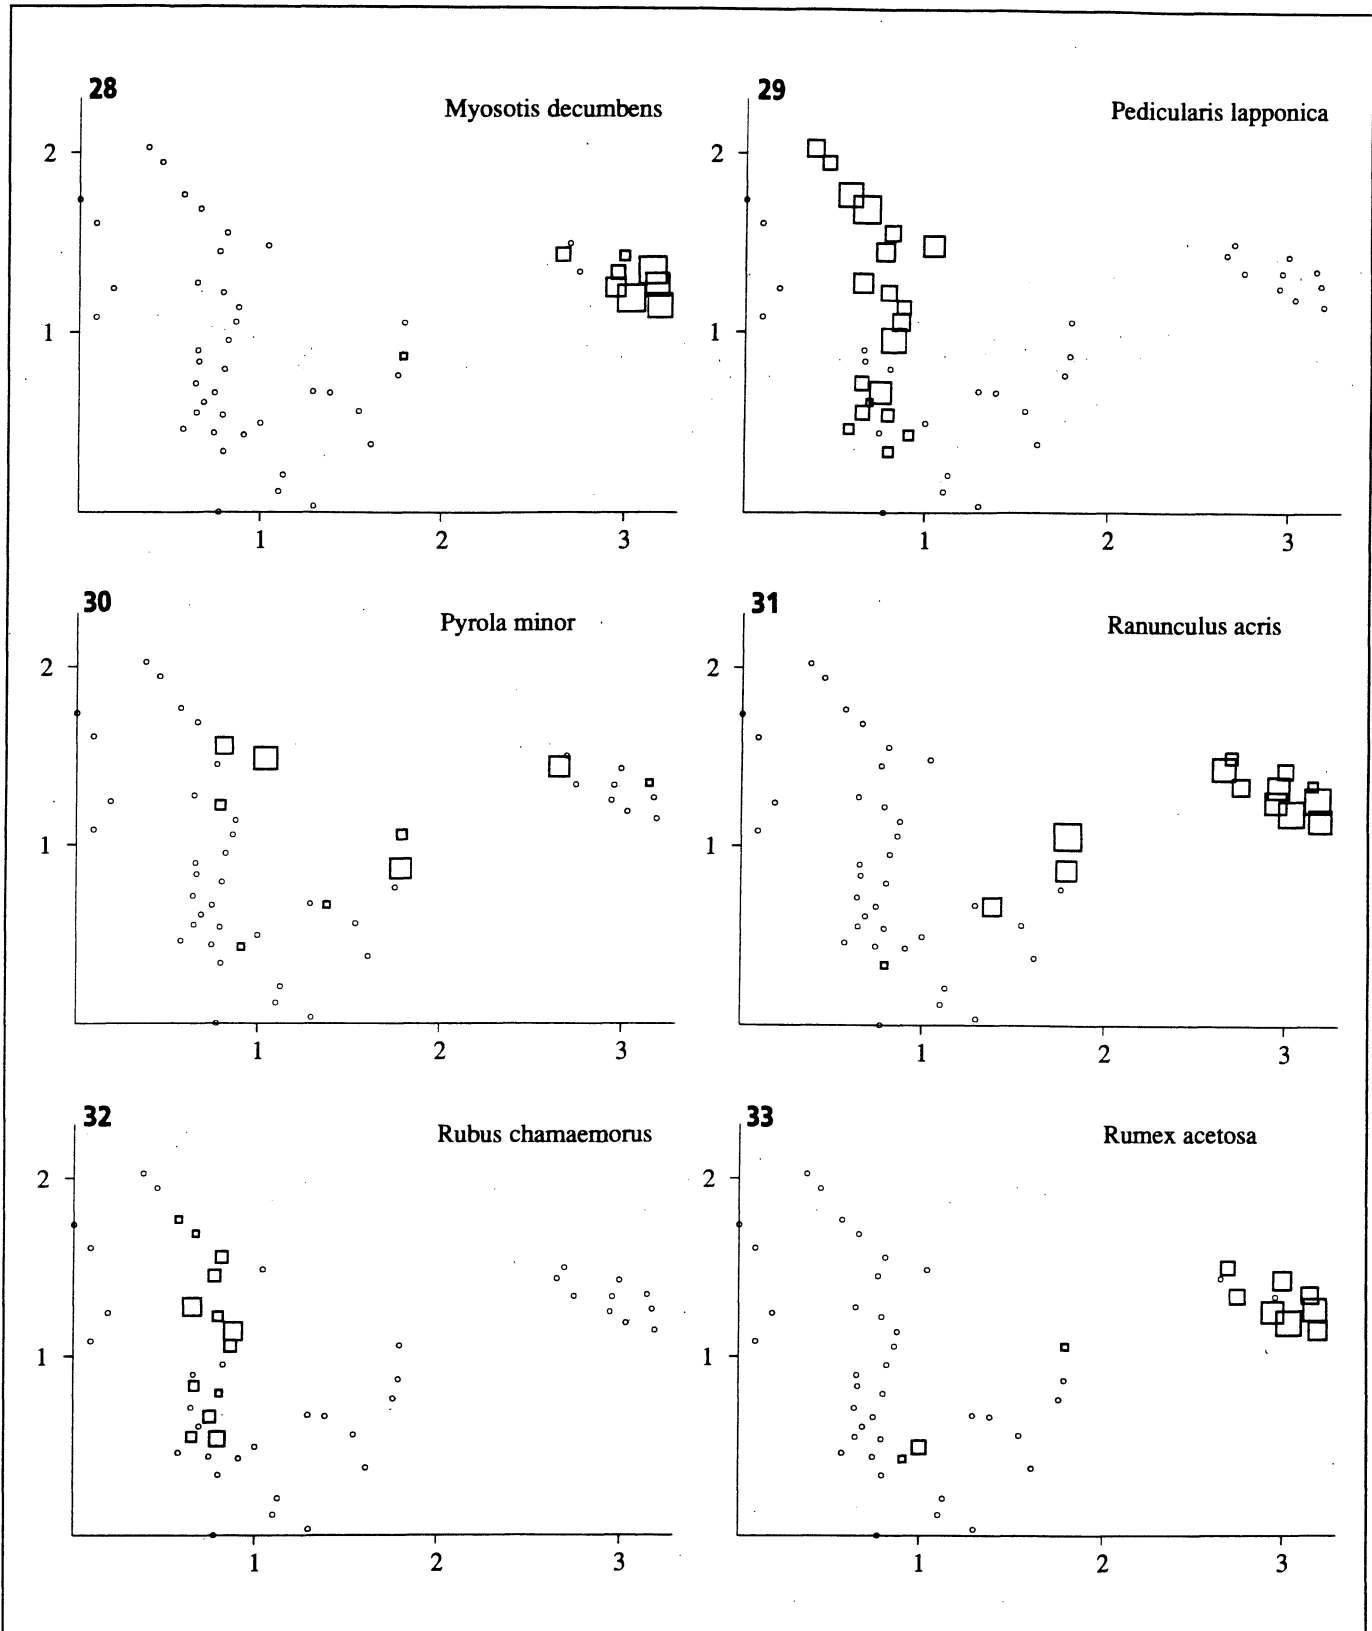 28
Myosotis decumbens
2
1
1 2 3
29
Pedicularis lapponica
2
1
1 2 3
30
Pyrola minor
2
1
1 2 3
31
Ranunculus acris
2
1
1 2 3
32
Rubus chamaemorus
2
1
1 2 3
33
Rumex acetosa
2
1
1 2 3